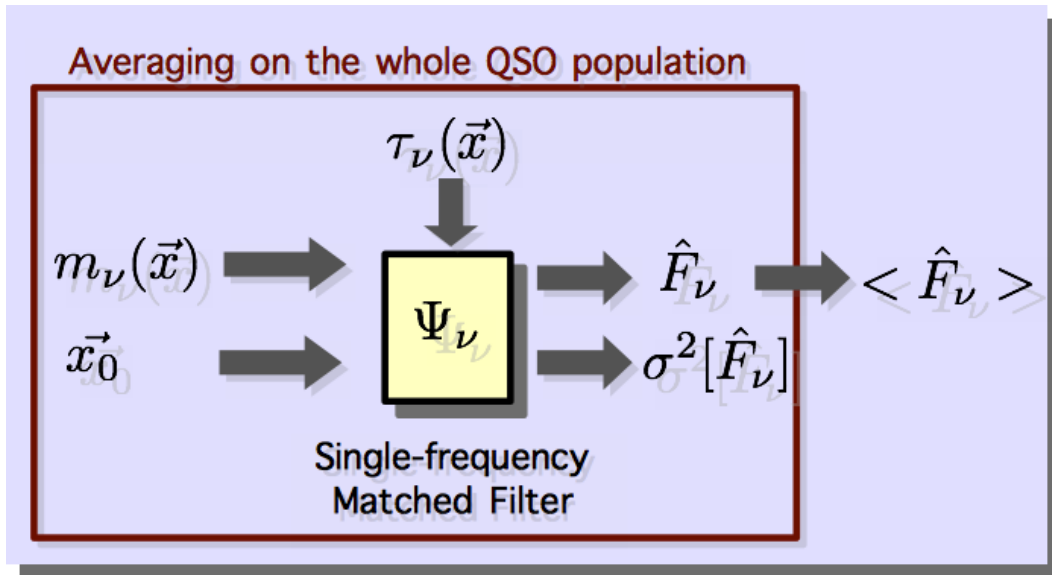 Averaging on the whole QSO population
τ_ν(x⃗)
m_ν(x⃗)
x⃗_0
Ψ_ν
F̂_ν
< F̂_ν >
σ²[F̂_ν]
Single-frequency
Matched Filter